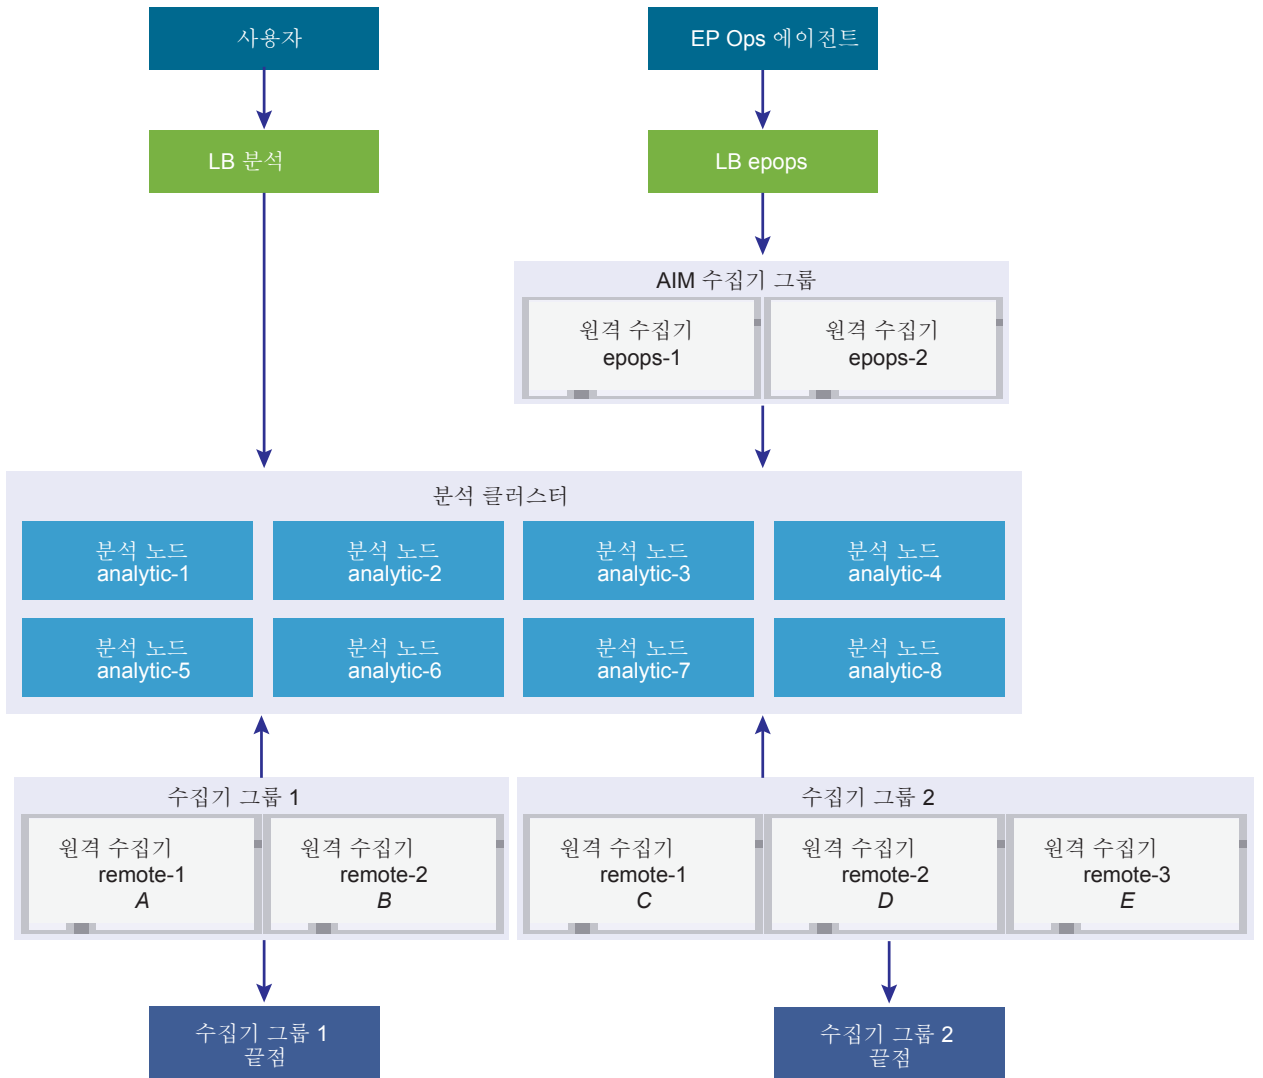 사용자
EP Ops 에이전트
LB 분석
LB epops
AIM 수집기 그룹
원격 수집기
epops-1
원격 수집기
epops-2
분석 클러스터
분석 노드
analytic-1
분석 노드
analytic-2
분석 노드
analytic-3
분석 노드
analytic-4
분석 노드
analytic-5
분석 노드
analytic-6
분석 노드
analytic-7
분석 노드
analytic-8
수집기 그룹 1
원격 수집기
remote-1
A
원격 수집기
remote-2
B
수집기 그룹 2
원격 수집기
remote-1
C
원격 수집기
remote-2
D
원격 수집기
remote-3
E
수집기 그룹 1
끝점
수집기 그룹 2
끝점